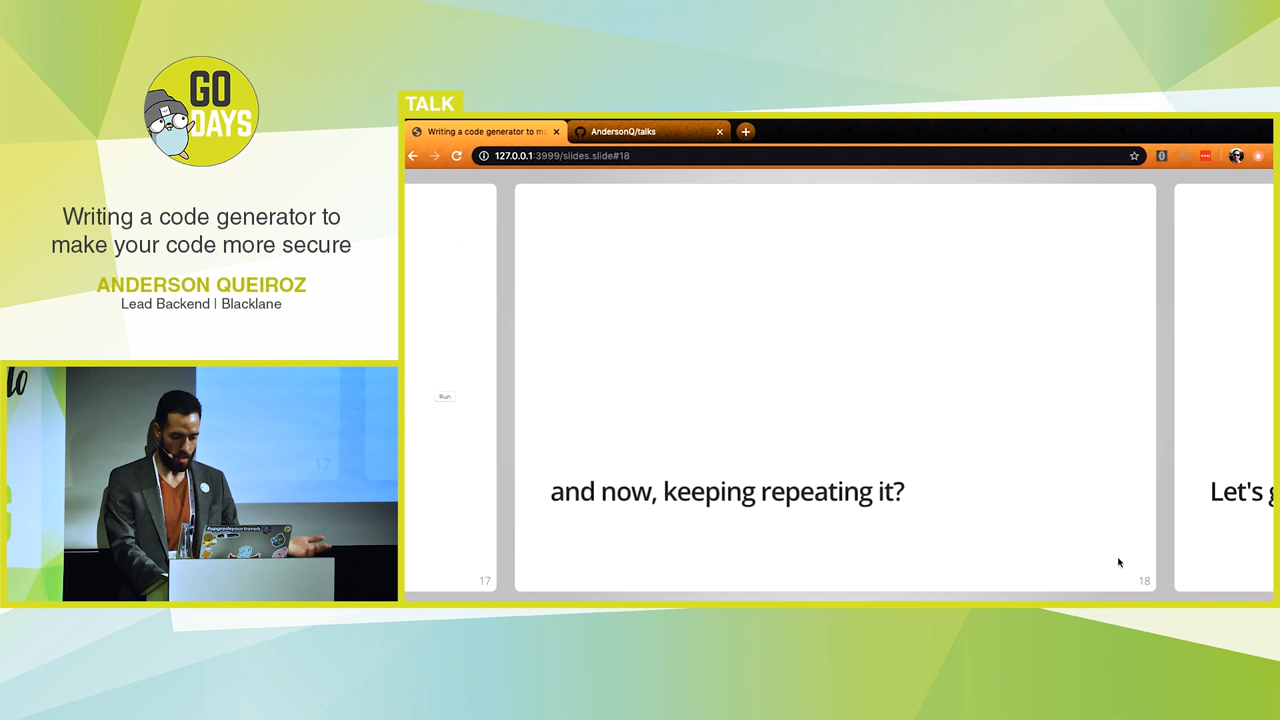 GO
DAYS
Writing a code generator to
make your code more secure
ANDERSON QUEIROZ
Lead Backend | Blacklane
TALK
Writing a code generator to m
AndersonQ/talks
127.0.0.1:3999/slides.slide#18
Run
17
and now, keeping repeating it?
18
Let's
17
#upgradeyourtravels